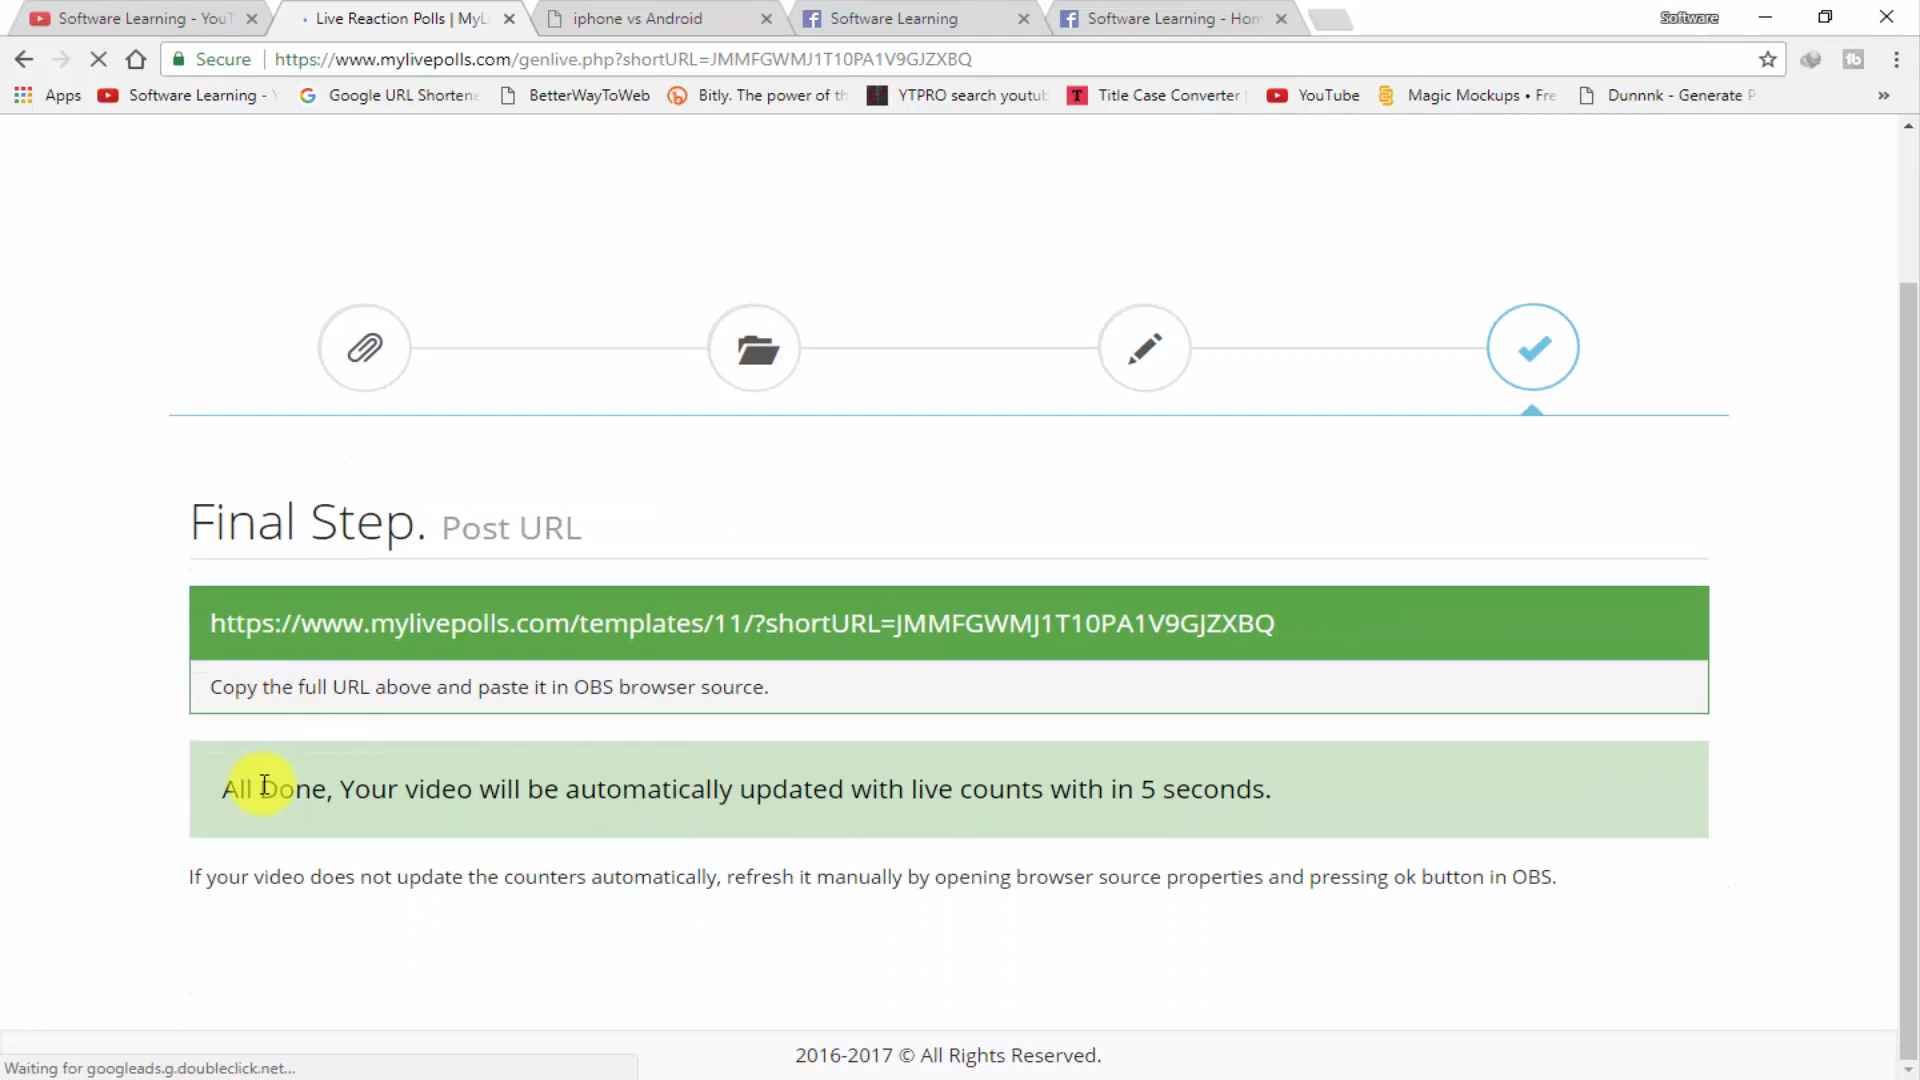 Software Learning - YouT
Live Reaction Polls | MyLi
iphone vs Android
Software Learning
Software Learning - Hom
Software
Secure
https://www.mylivepolls.com/genlive.php?shortURL=JMMFGWMJ1T10PA1V9GJZXBQ
Apps
Software Learning - Y
Google URL Shortene
BetterWayToWeb
Bitly. The power of th
YTPRO search youtub
Title Case Converter
YouTube
Magic Mockups • Fre
Dunnnk - Generate P
»
Final Step. Post URL
https://www.mylivepolls.com/templates/11/?shortURL=JMMFGWMJ1T10PA1V9GJZXBQ
Copy the full URL above and paste it in OBS browser source.
All Done, Your video will be automatically updated with live counts with in 5 seconds.
If your video does not update the counters automatically, refresh it manually by opening browser source properties and pressing ok button in OBS.
2016-2017 © All Rights Reserved.
Waiting for googleads.g.doubleclick.net...